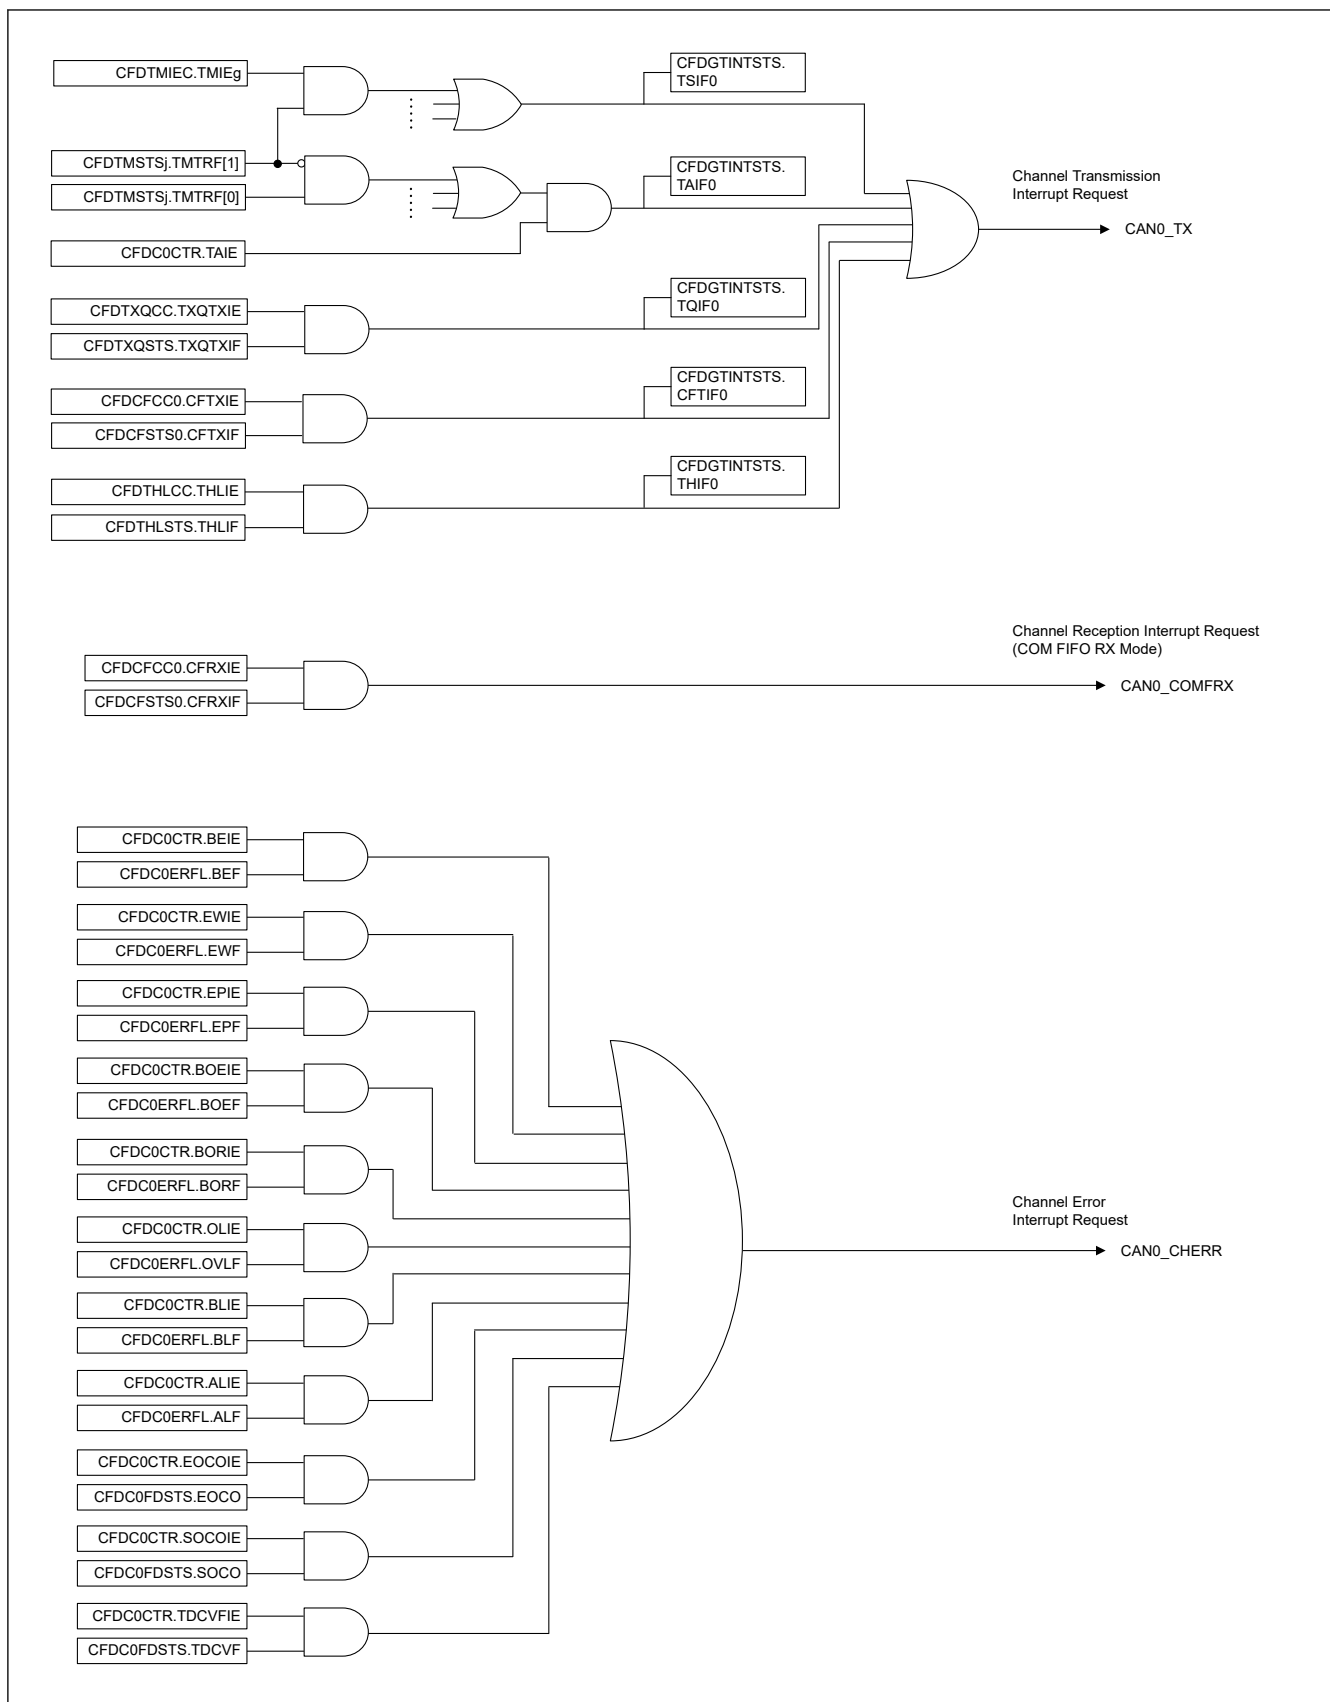 CFDTMIEC.TMIEg
CFDGTINTSTS.
TSIF0
CFDTMSTSj.TMTRF[1]
CFDTMSTSj.TMTRF[0]
CFDGTINTSTS.
TAIF0
Channel Transmission
Interrupt Request
CAN0_TX
CFDC0CTR.TAIE
CFDTXQCC.TXQTXIE
CFDTXQSTS.TXQTXIF
CFDGTINTSTS.
TQIF0
CFDCFCC0.CFTXIE
CFDCFSTS0.CFTXIF
CFDGTINTSTS.
CFTIF0
CFDTHLCC.THLIE
CFDTHLSTS.THLIF
CFDGTINTSTS.
THIF0
Channel Reception Interrupt Request
(COM FIFO RX Mode)
CFDCFCC0.CFRXIE
CFDCFSTS0.CFRXIF
CAN0_COMFRX
CFDC0CTR.BEIE
CFDC0ERFL.BEF
CFDC0CTR.EWIE
CFDC0ERFL.EWF
CFDC0CTR.EPIE
CFDC0ERFL.EPF
CFDC0CTR.BOEIE
CFDC0ERFL.BOEF
CFDC0CTR.BORIE
CFDC0ERFL.BORF
Channel Error
Interrupt Request
CAN0_CHERR
CFDC0CTR.OLIE
CFDC0ERFL.OVLF
CFDC0CTR.BLIE
CFDC0ERFL.BLF
CFDC0CTR.ALIE
CFDC0ERFL.ALF
CFDC0CTR.EOCOIE
CFDC0FDSTS.EOCO
CFDC0CTR.SOCOIE
CFDC0FDSTS.SOCO
CFDC0CTR.TDCVFIE
CFDC0FDSTS.TDCVF